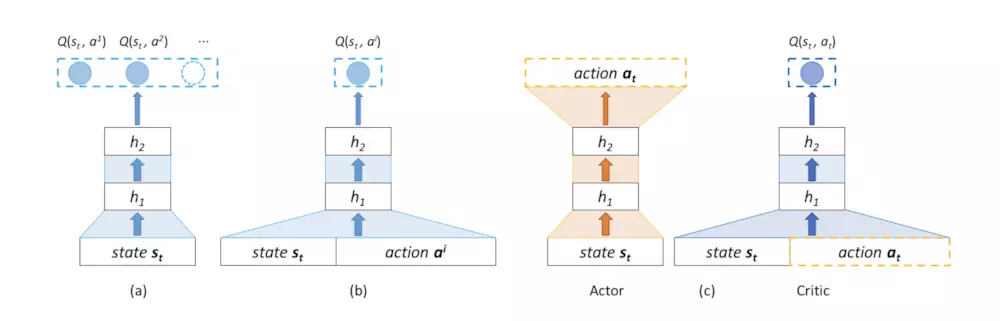 Q(sₜ, a¹) Q(sₜ, a²) ...
h₂
h₁
state sₜ
(a)
Q(sₜ, aⁱ)
h₂
h₁
state sₜ action aⁱ
(b)
action aₜ
h₂
h₁
state sₜ
Actor
(c)
Q(sₜ, aₜ)
h₂
h₁
state sₜ action aₜ
Critic